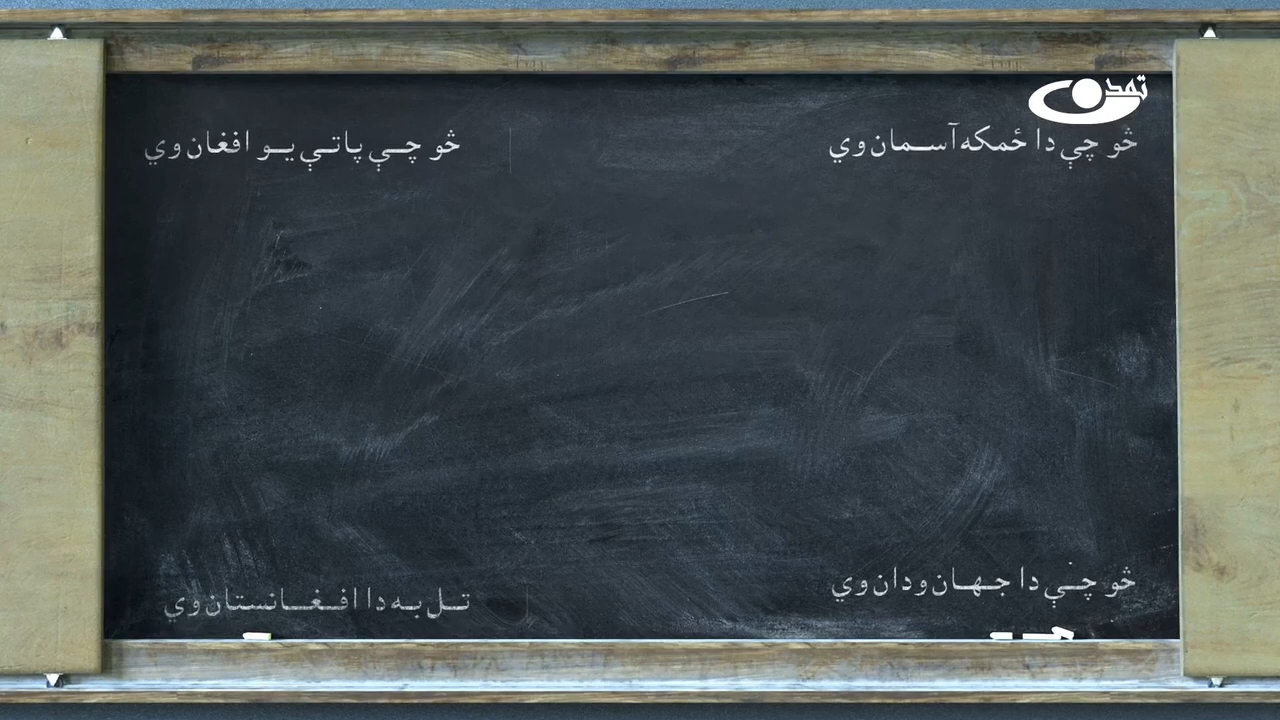 تمدن
څو چې دا ځمکه آسمان وي
څو چې پاتې يو افغان وي
څو چې دا جهان ودان وي
تل به دا افغانستان وي